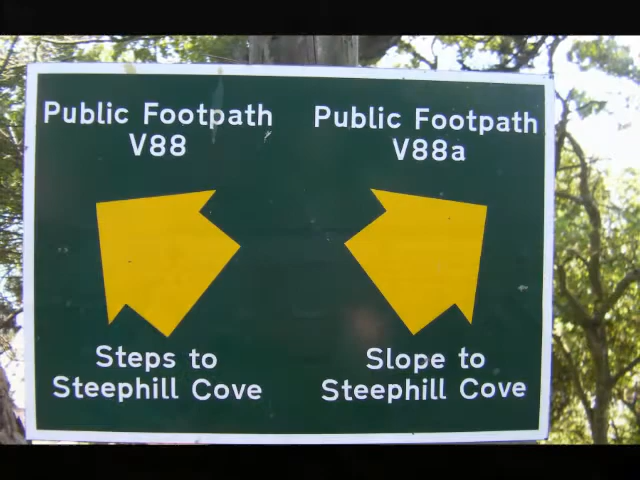 Public Footpath
V88
Steps to
Steephill Cove
Public Footpath
V88a
Slope to
Steephill Cove